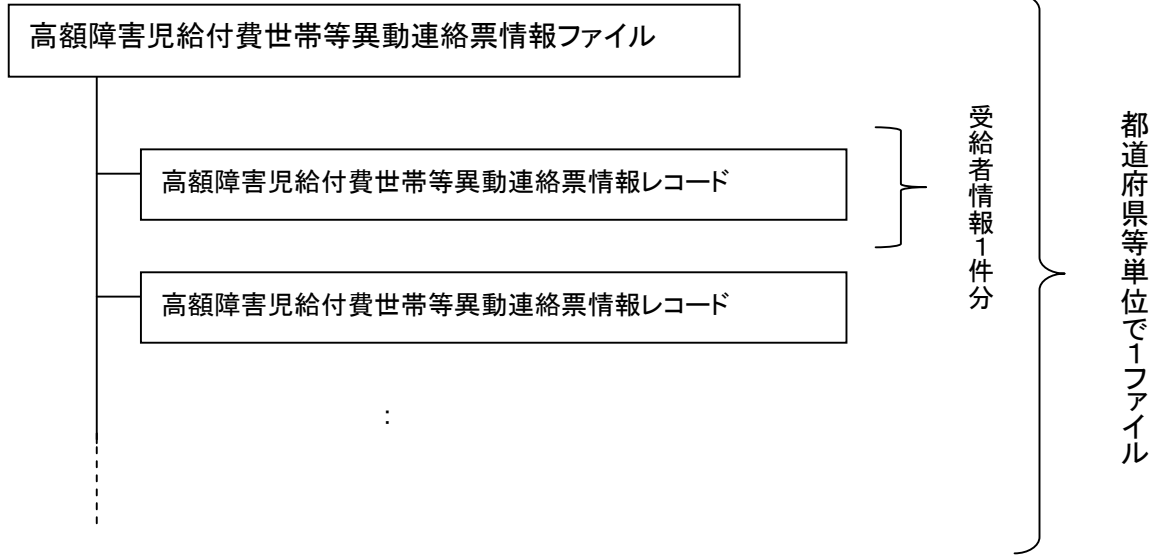 高額障害児給付費世帯等異動連絡票情報ファイル
高額障害児給付費世帯等異動連絡票情報レコード
高額障害児給付費世帯等異動連絡票情報レコード
:
受給者情報1件分
都道府県等単位で1ファイル